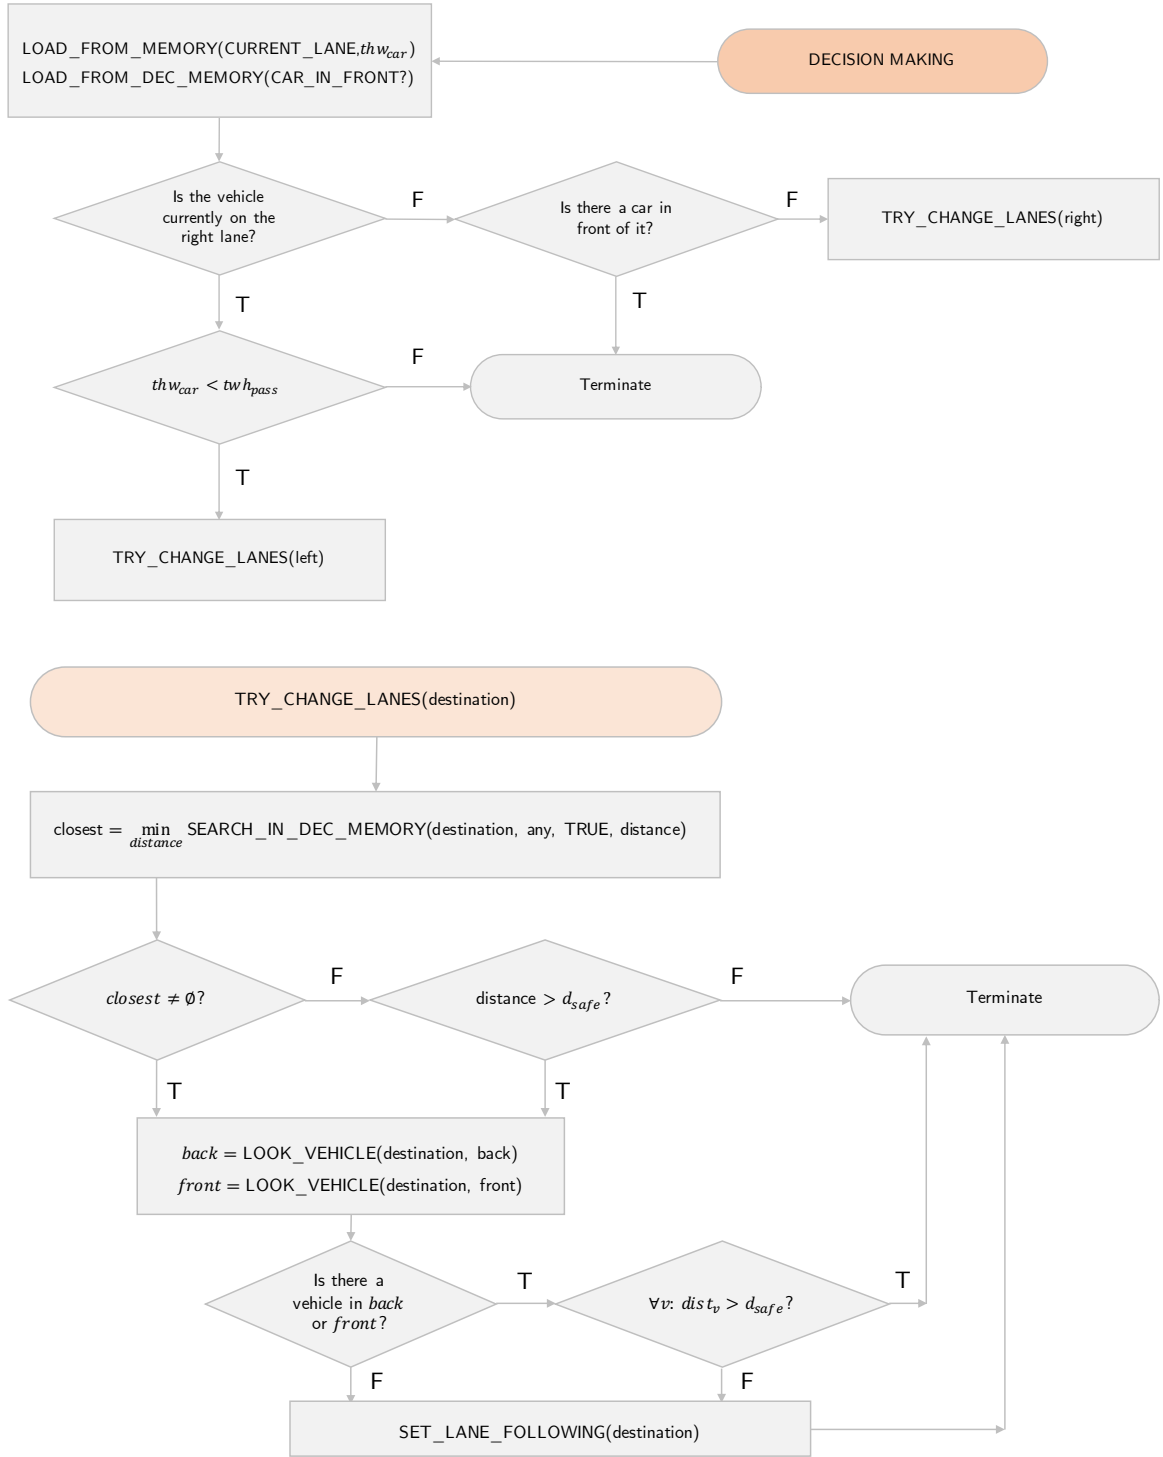 LOAD_FROM_MEMORY(CURRENT_LANE,thw_car)
LOAD_FROM_DEC_MEMORY(CAR_IN_FRONT?)
DECISION MAKING
Is the vehicle
currently on the
right lane?
F
Is there a car in
front of it?
F
TRY_CHANGE_LANES(right)
T
T
thw_car < twh_pass
F
Terminate
T
TRY_CHANGE_LANES(left)
TRY_CHANGE_LANES(destination)
closest = min SEARCH_IN_DEC_MEMORY(destination, any, TRUE, distance)
distance
closest ≠ ∅?
F
distance > d_safe?
F
Terminate
T
T
back = LOOK_VEHICLE(destination, back)
front = LOOK_VEHICLE(destination, front)
Is there a
vehicle in back
or front?
T
∀v: dist_v > d_safe?
T
F
F
SET_LANE_FOLLOWING(destination)